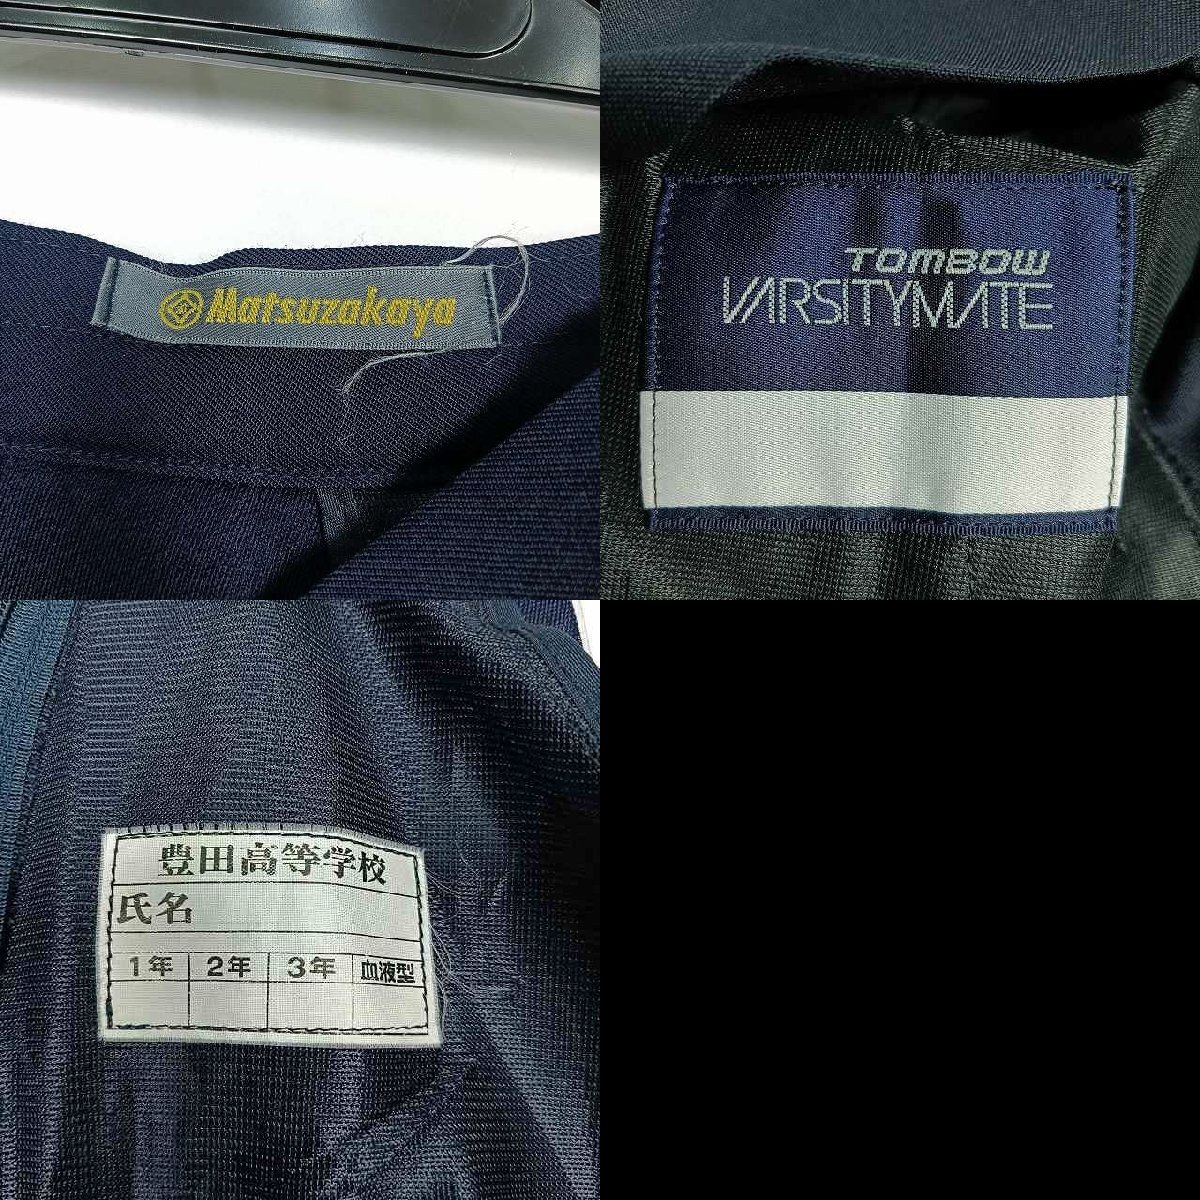 Matsuzakaya
TOMBOW
VARSITYMATE
豊田高等学校
氏名
1年 2年 3年 血液型